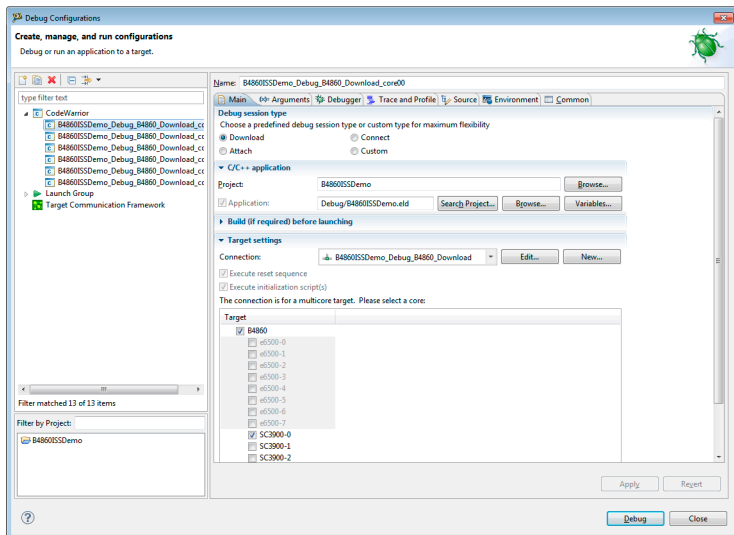 Debug Configurations
Create, manage, and run configurations
Debug or run an application to a target.
type filter text
CodeWarrior
B4860ISSDemo_Debug_B4860_Download_cc
B4860ISSDemo_Debug_B4860_Download_cc
B4860ISSDemo_Debug_B4860_Download_cc
B4860ISSDemo_Debug_B4860_Download_cc
B4860ISSDemo_Debug_B4860_Download_cc
B4860ISSDemo_Debug_B4860_Download_cc
Launch Group
Target Communication Framework
Filter matched 13 of 13 items
Filter by Project:
B4860ISSDemo
Name: B4860ISSDemo_Debug_B4860_Download_core00
Main Arguments Debugger Trace and Profile Source Environment Common
Debug session type
Choose a predefined debug session type or custom type for maximum flexibility
Download Connect
Attach Custom
C/C++ application
Project: B4860ISSDemo Browse...
Application: Debug/B4860ISSDemo.eld Search Project... Browse... Variables...
Build (if required) before launching
Target settings
Connection: B4860ISSDemo_Debug_B4860_Download Edit... New...
Execute reset sequence
Execute initialization script(s)
The connection is for a multicore target. Please select a core:
Target
B4860
e6500-0
e6500-1
e6500-2
e6500-3
e6500-4
e6500-5
e6500-6
e6500-7
SC3900-0
SC3900-1
SC3900-2
Apply Revert
Debug Close